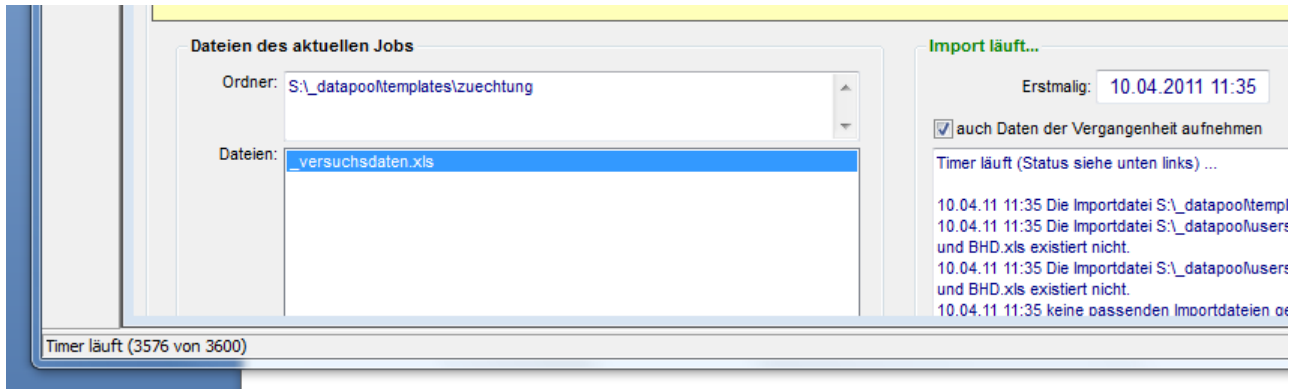 Dateien des aktuellen Jobs
Ordner: S:\_datapool\templates\zuechtung
Dateien: _versuchsdaten.xls
Import läuft...
Erstmalig: 10.04.2011 11:35
auch Daten der Vergangenheit aufnehmen
Timer läuft (Status siehe unten links) ...
10.04.11 11:35 Die Importdatei S:\_datapool\templ
10.04.11 11:35 Die Importdatei S:\_datapool\users
und BHD.xls existiert nicht.
10.04.11 11:35 Die Importdatei S:\_datapool\users
und BHD.xls existiert nicht.
10.04.11 11:35 keine passenden Importdateien ge
Timer läuft (3576 von 3600)